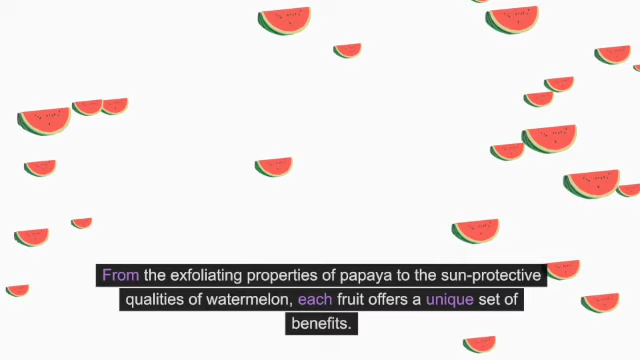 From the exfoliating properties of papaya to the sun-protective
qualities of watermelon, each fruit offers a unique set of
benefits.